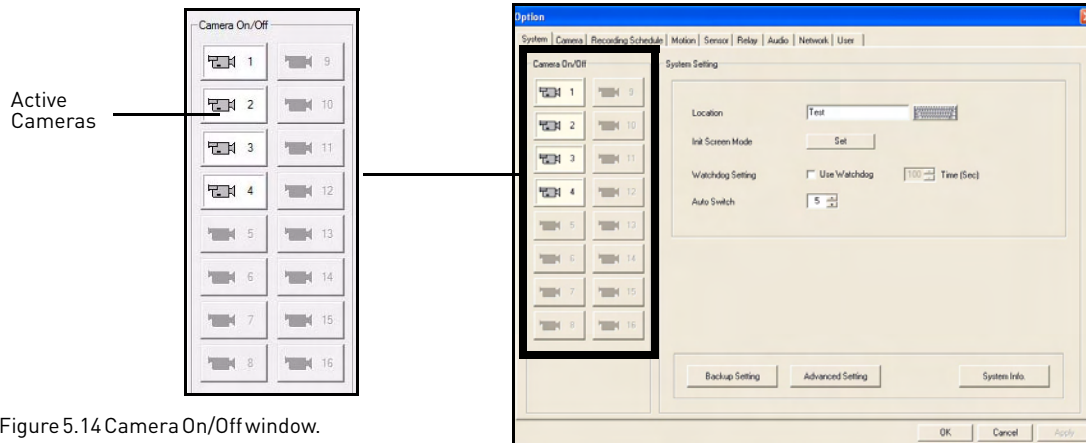 Active
Cameras
Camera On/Off
1 9
2 10
3 11
4 12
5 13
6 14
7 15
8 16
Figure 5.14 Camera On/Off window.
Option
System Camera Recording Schedule Motion Sensor Relay Audio Network User
Camera On/Off
1 9
2 10
3 11
4 12
5 13
6 14
7 15
8 16
System Setting
Location Test
Init Screen Mode Set
Watchdog Setting Use Watchdog 100 Time (Sec)
Auto Switch 5
Backup Setting Advanced Setting System Info.
OK Cancel Apply